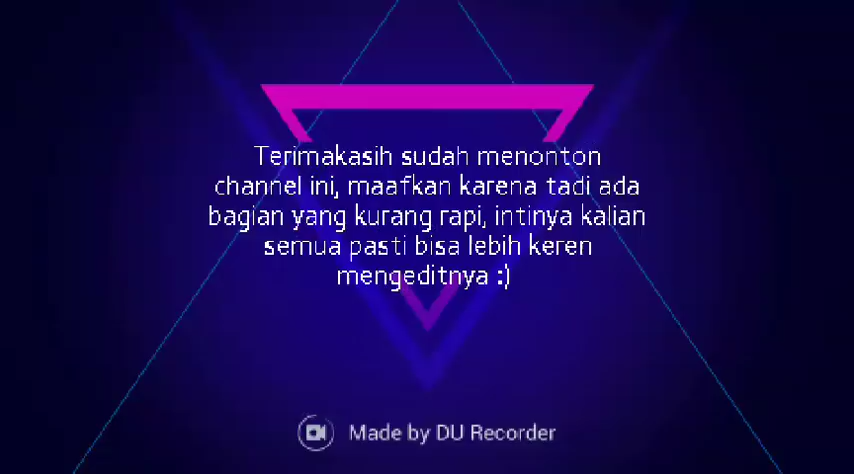 Terimakasih sudah menonton
channel ini, maafkan karena tadi ada
bagian yang kurang rapi, intinya kalian
semua pasti bisa lebih keren
mengeditnya :)
Made by DU Recorder